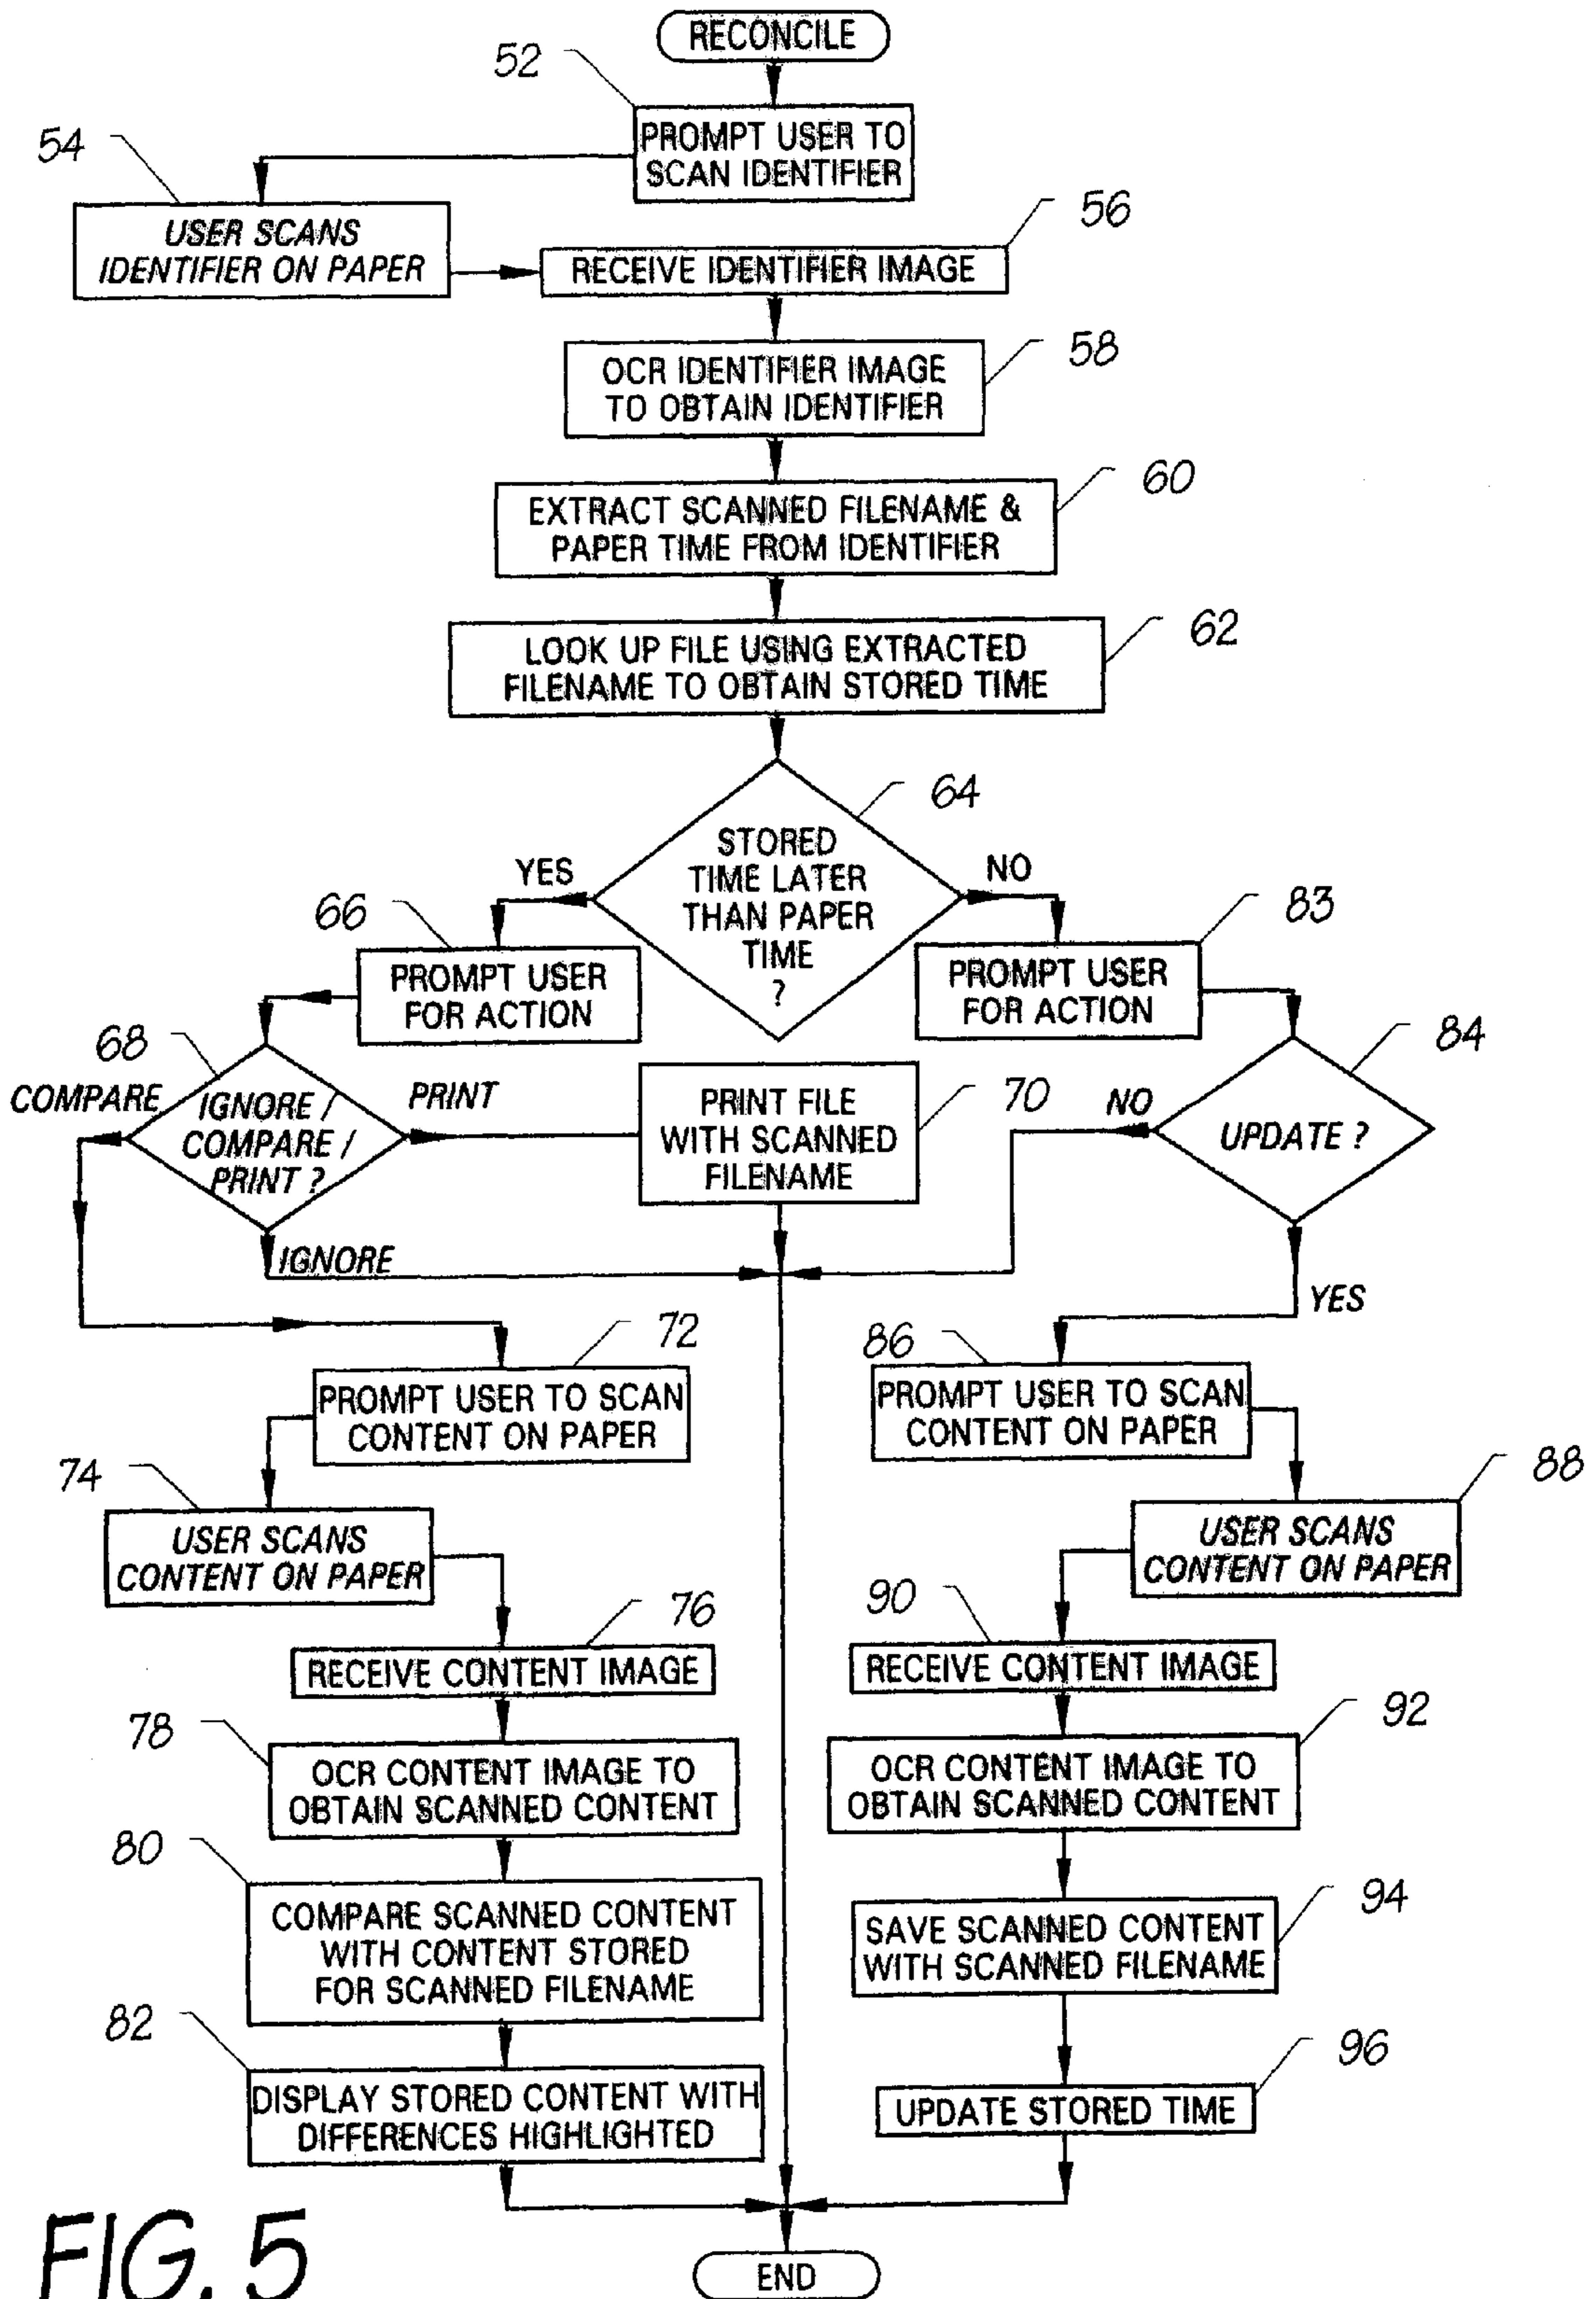 RECONCILE
52
PROMPT USER TO
SCAN IDENTIFIER
54
USER SCANS
IDENTIFIER ON PAPER
56
RECEIVE IDENTIFIER IMAGE
58
OCR IDENTIFIER IMAGE
TO OBTAIN IDENTIFIER
60
EXTRACT SCANNED FILENAME &
PAPER TIME FROM IDENTIFIER
62
LOOK UP FILE USING EXTRACTED
FILENAME TO OBTAIN STORED TIME
64
STORED
TIME LATER
THAN PAPER
TIME
?
YES
NO
66
PROMPT USER
FOR ACTION
83
PROMPT USER
FOR ACTION
68
IGNORE /
COMPARE /
PRINT ?
COMPARE
PRINT
IGNORE
70
PRINT FILE
WITH SCANNED
FILENAME
84
UPDATE ?
NO
YES
72
PROMPT USER TO SCAN
CONTENT ON PAPER
74
USER SCANS
CONTENT ON PAPER
76
RECEIVE CONTENT IMAGE
78
OCR CONTENT IMAGE TO
OBTAIN SCANNED CONTENT
80
COMPARE SCANNED CONTENT
WITH CONTENT STORED
FOR SCANNED FILENAME
82
DISPLAY STORED CONTENT WITH
DIFFERENCES HIGHLIGHTED
86
PROMPT USER TO SCAN
CONTENT ON PAPER
88
USER SCANS
CONTENT ON PAPER
90
RECEIVE CONTENT IMAGE
92
OCR CONTENT IMAGE TO
OBTAIN SCANNED CONTENT
94
SAVE SCANNED CONTENT
WITH SCANNED FILENAME
96
UPDATE STORED TIME
END
FIG. 5